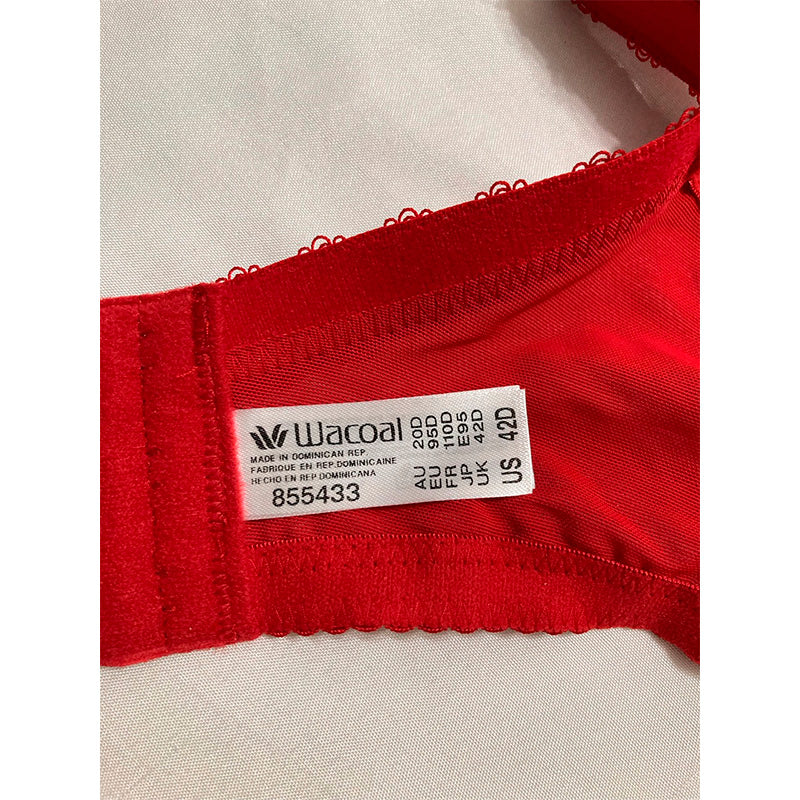 Wacoal
MADE IN DOMINICAN REP.
FABRIQUE EN REP.DOMINICAINE
HECHO EN REP.DOMINICANA
855433
AU 20D
EU 95D
FR 110D
JP E95
UK 42D
US 42D